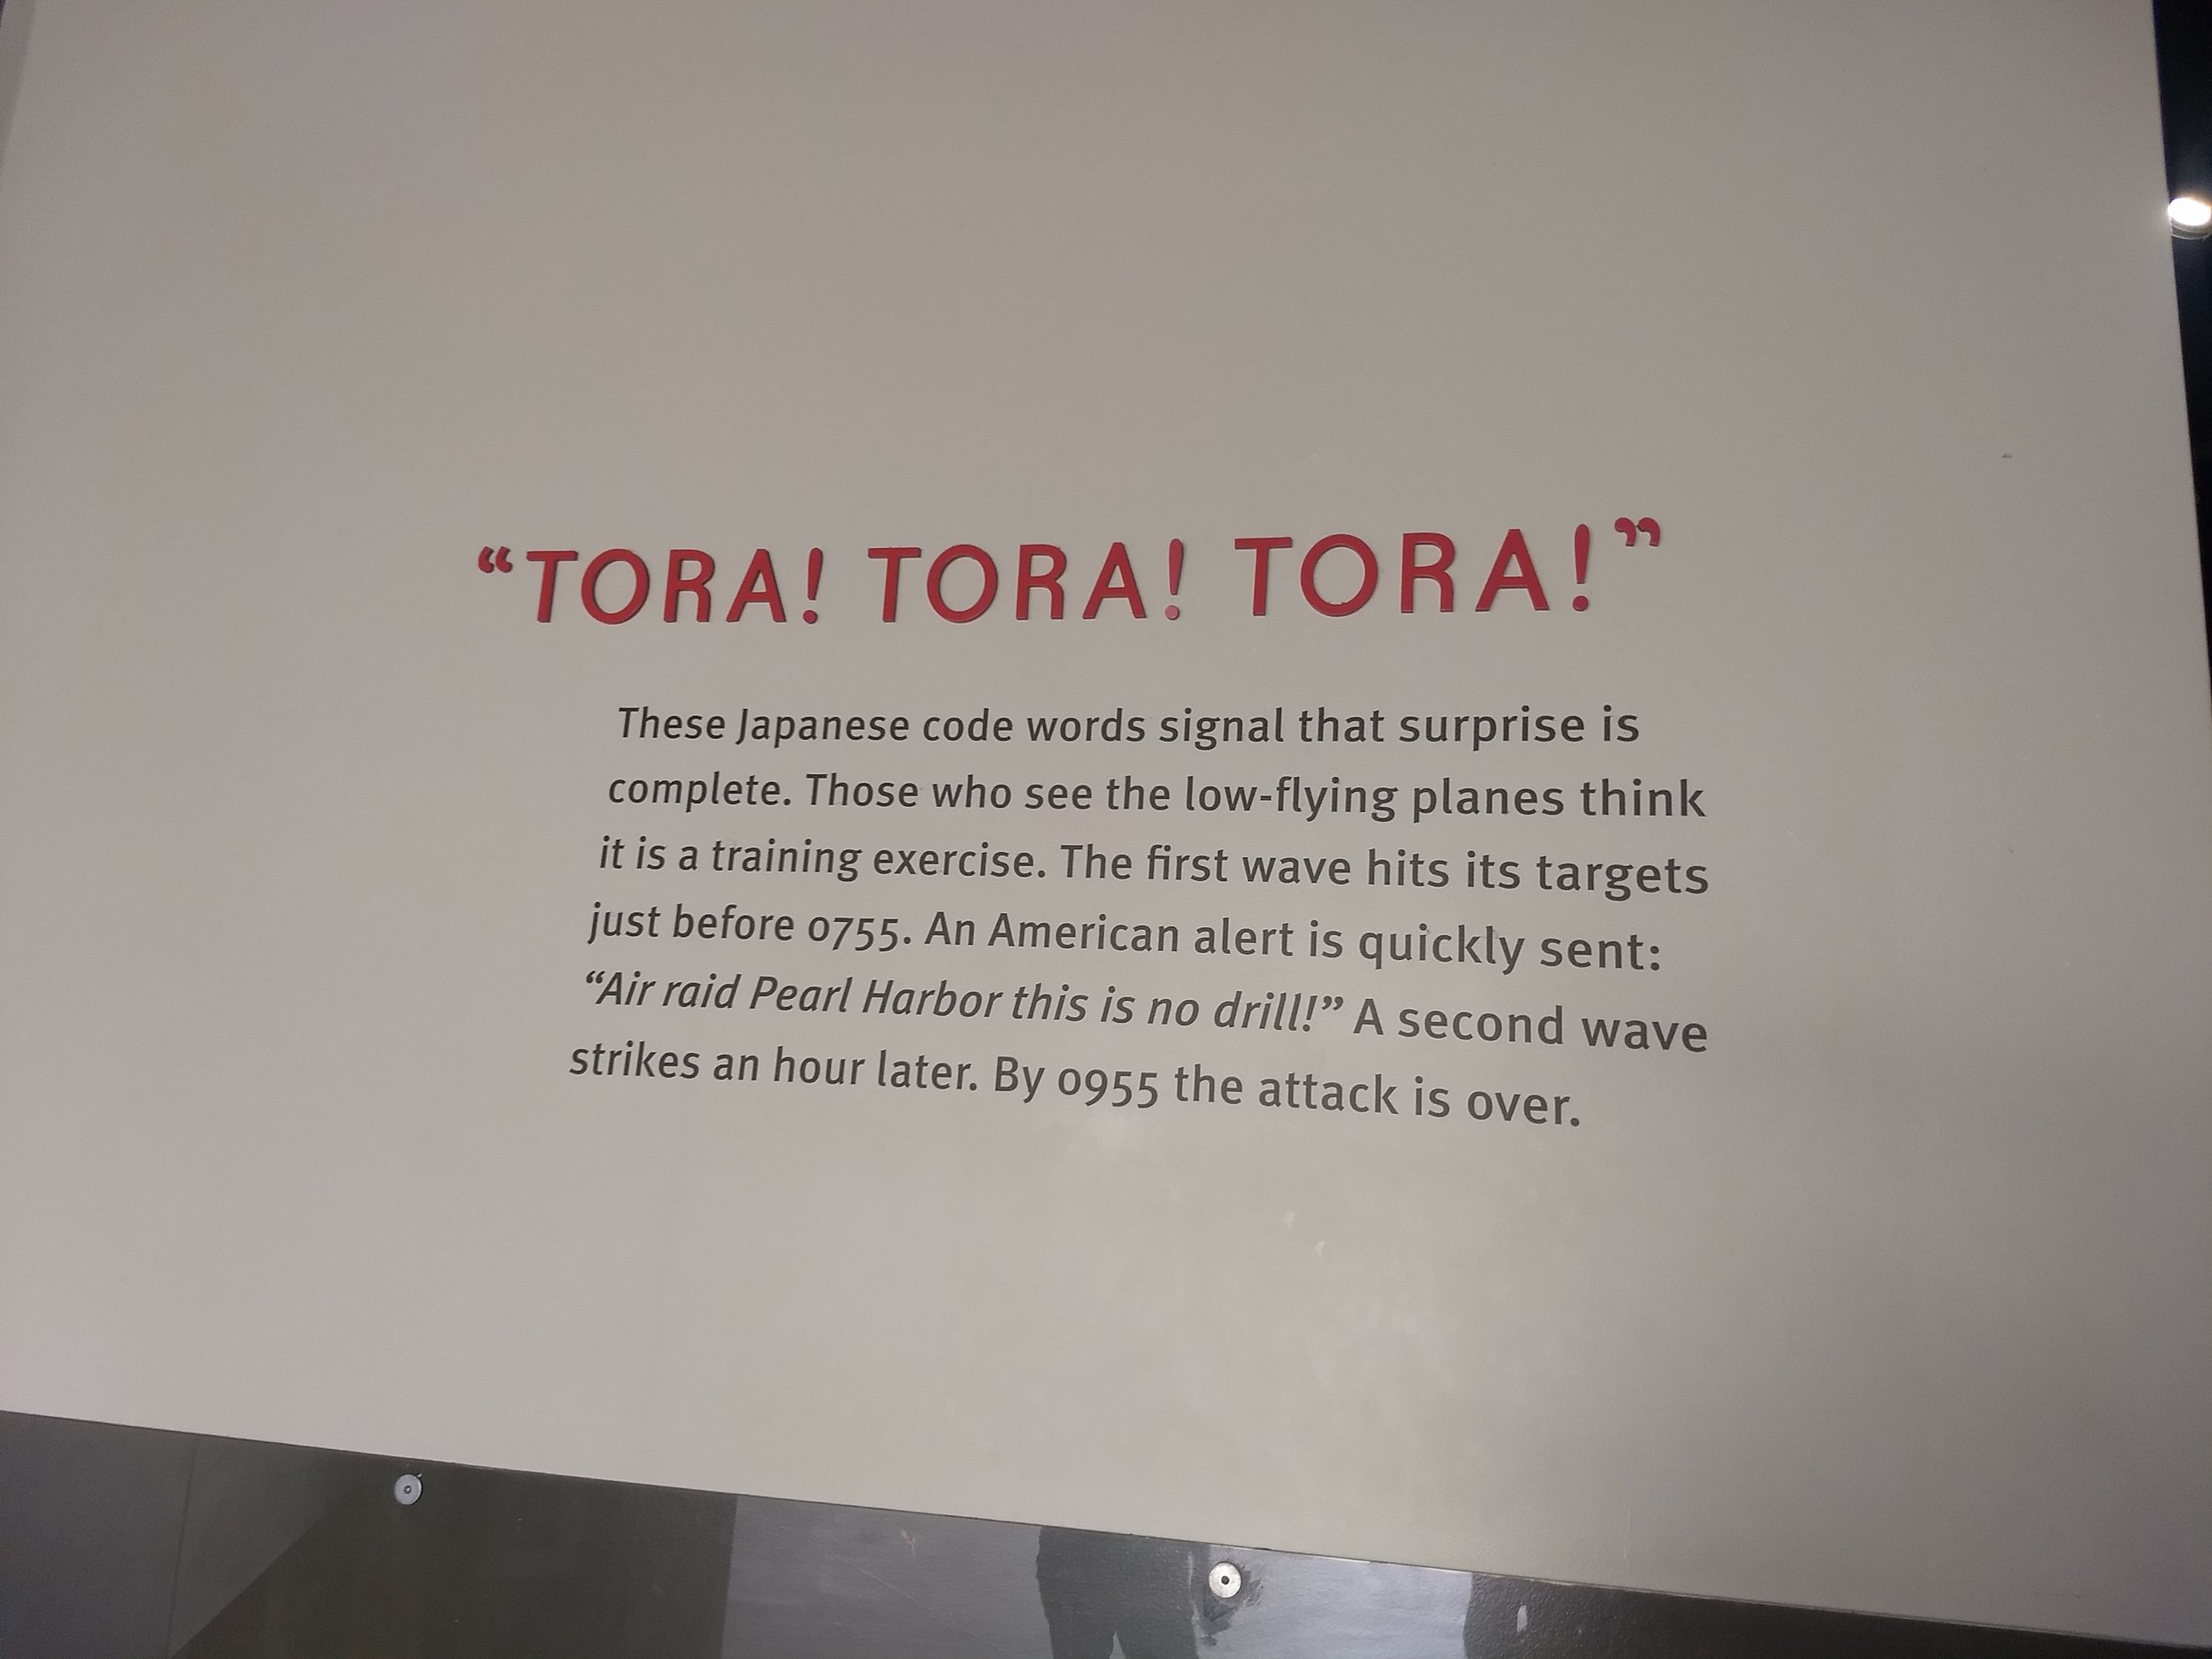 “TORA! TORA! TORA!”
These Japanese code words signal that surprise is
complete. Those who see the low-flying planes think
it is a training exercise. The first wave hits its targets
just before 0755. An American alert is quickly sent:
“Air raid Pearl Harbor this is no drill!” A second wave
strikes an hour later. By 0955 the attack is over.